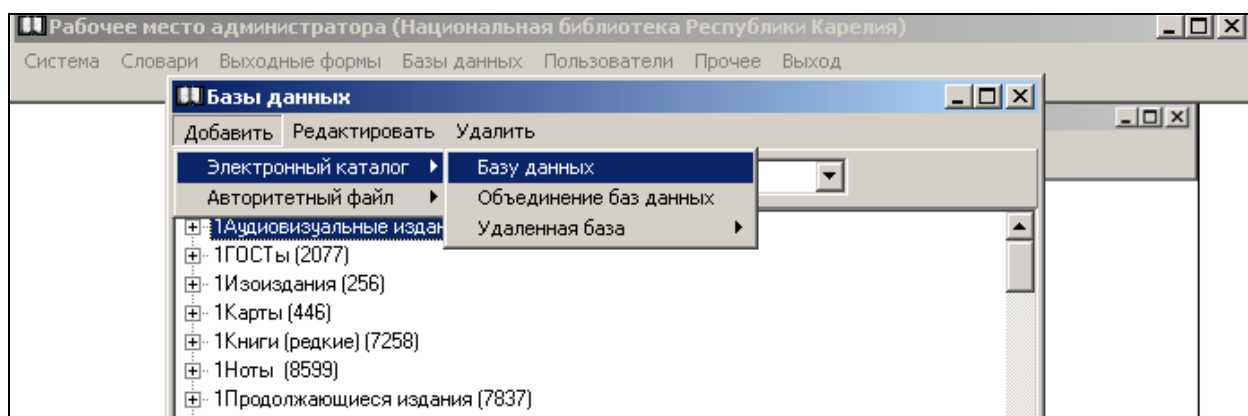 Рабочее место администратора (Национальная библиотека Республики Карелия)
Система Словари Выходные формы Базы данных Пользователи Прочее Выход
Базы данных
Добавить Редактировать Удалить
Электронный каталог Базу данных
Авторитетный файл Объединение баз данных
Удаленная база
1Аудиовизуальные
1ГОСТы (2077)
1Изоиздания (256)
1Карты (446)
1Книги (редкие) (7258)
1Ноты (8599)
1Продолжающиеся издания (7837)